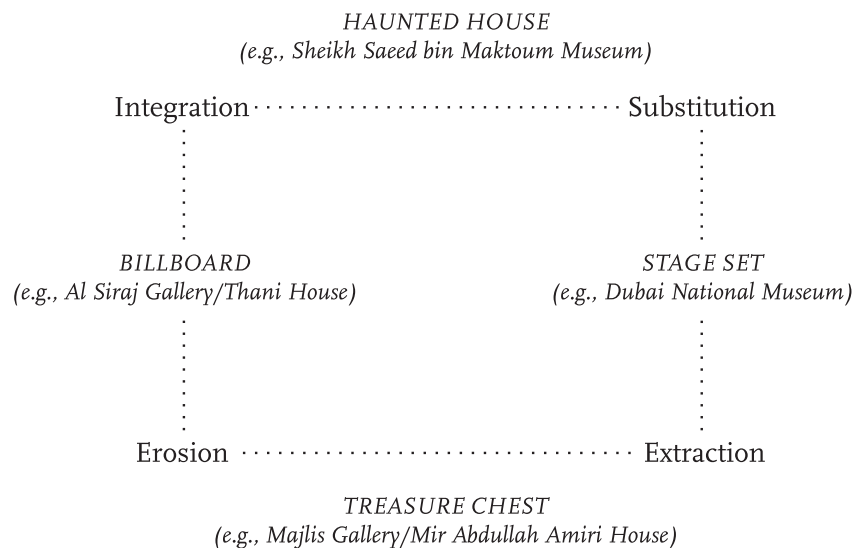 HAUNTED HOUSE
(e.g., Sheikh Saeed bin Maktoum Museum)
Integration Substitution
BILLBOARD STAGE SET
(e.g., Al Siraj Gallery/Thani House) (e.g., Dubai National Museum)
Erosion Extraction
TREASURE CHEST
(e.g., Majlis Gallery/Mir Abdullah Amiri House)